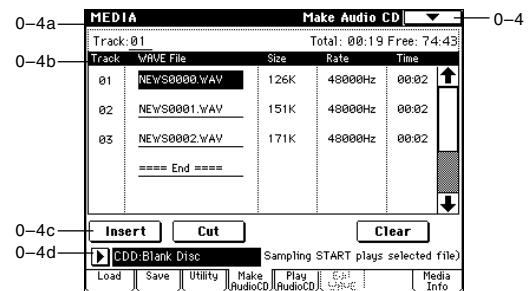 MEDIA Make Audio CD
0–4
0–4a
Track:01 Total: 00:19 Free: 74:43
0–4b
Track WAVE File Size Rate Time
01 NEWS0000.WAV 126K 48000Hz 00:02
02 NEWS0001.WAV 151K 48000Hz 00:02
03 NEWS0002.WAV 171K 48000Hz 00:02
==== End ====
0–4c
Insert Cut Clear
0–4d
CDD:Blank Disc Sampling START plays selected file)
Load Save Utility Make AudioCD Play AudioCD Edit WAVE Media Info